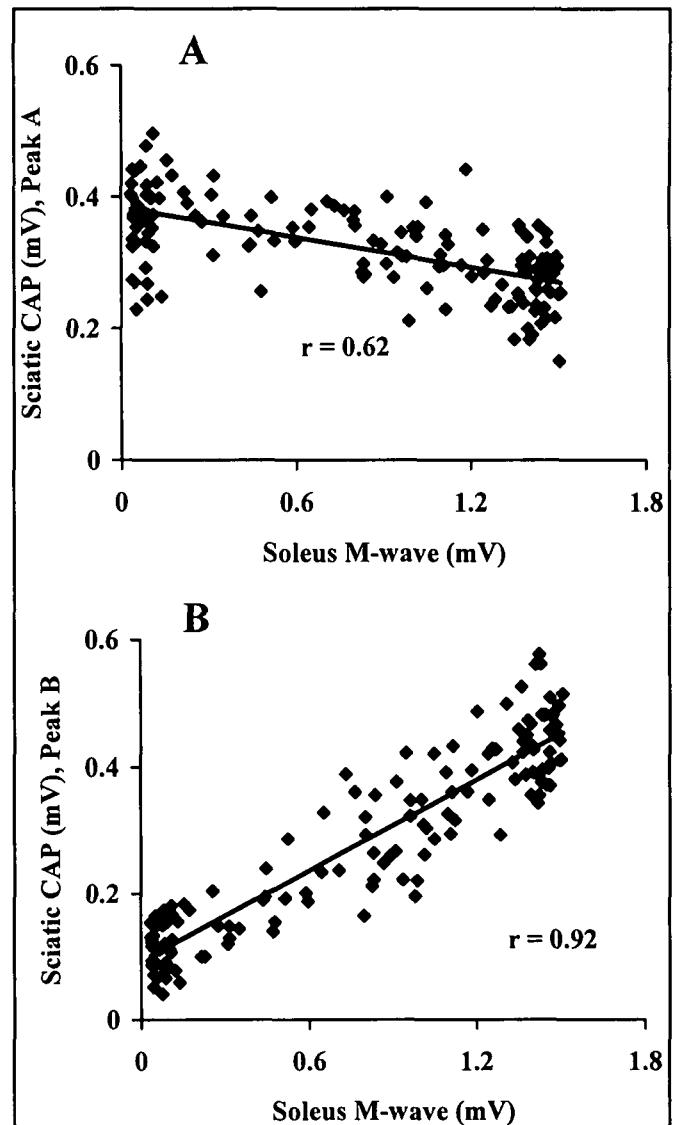 A
Sciatic CAP (mV), Peak A
0.6
0.4
0.2
0
r = 0.62
0 0.6 1.2 1.8
Soleus M-wave (mV)
B
Sciatic CAP (mV), Peak B
0.6
0.4
0.2
0
r = 0.92
0 0.6 1.2 1.8
Soleus M-wave (mV)